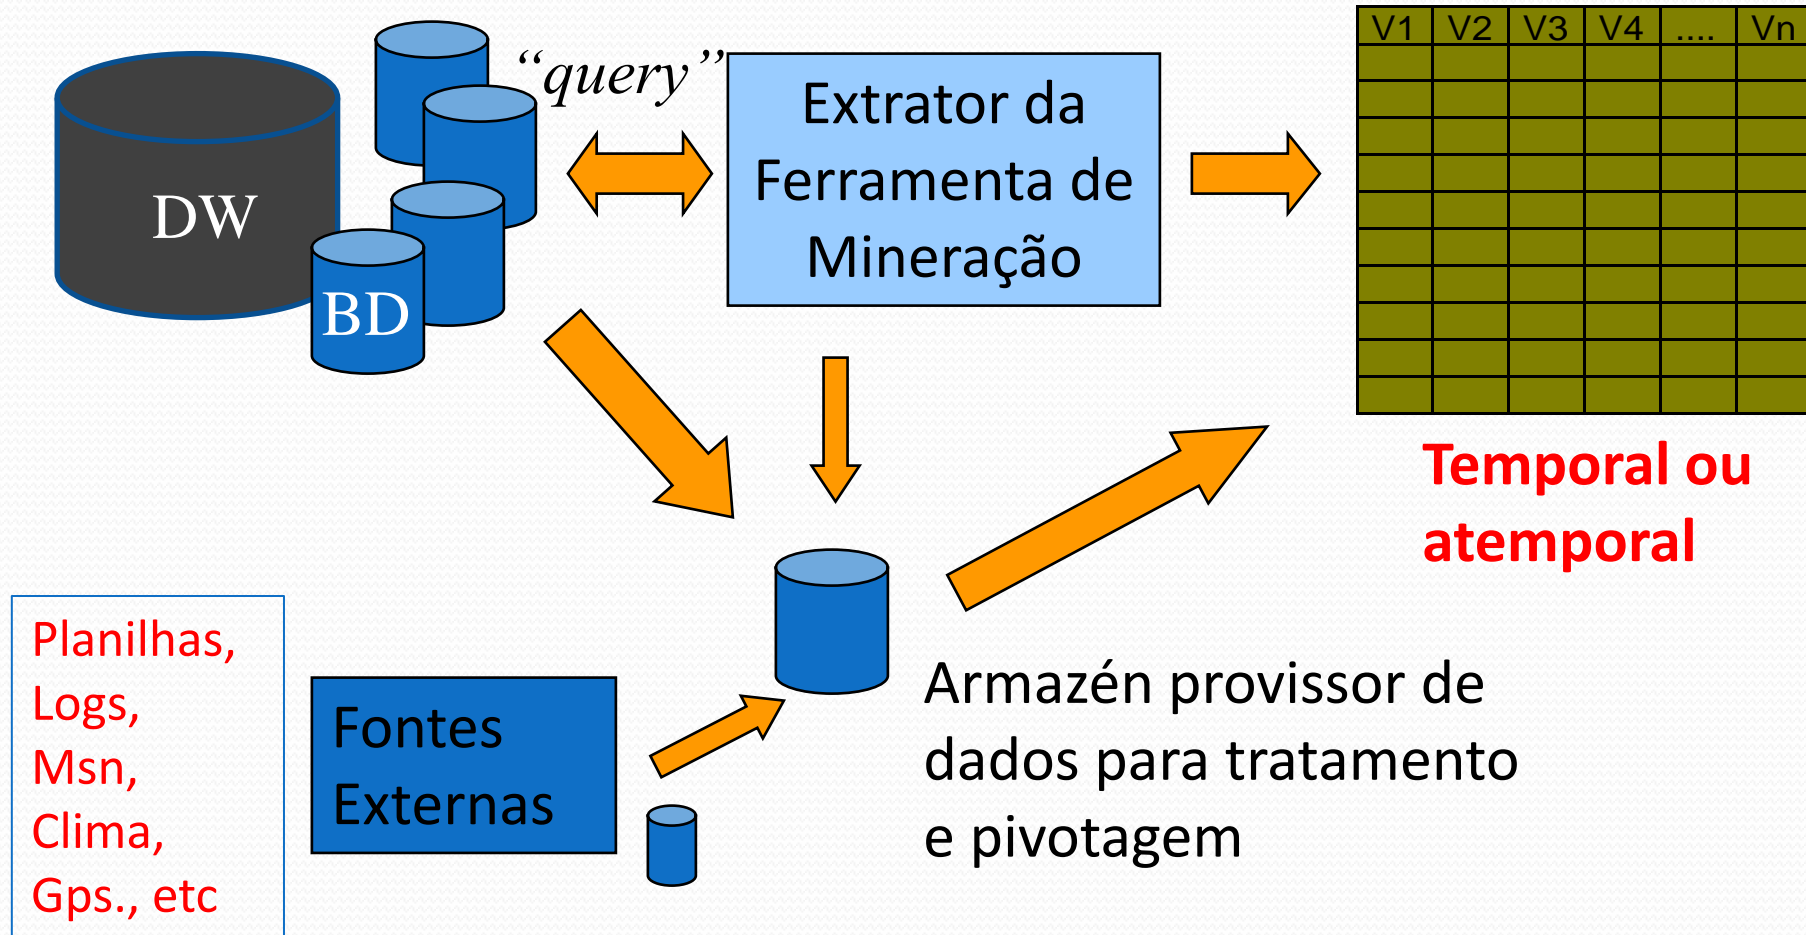 V1 V2 V3 V4 .... Vn
“query”
Extrator da
Ferramenta de
Mineração
DW
BD
Temporal ou
atemporal
Planilhas,
Logs,
Msn,
Clima,
Gps., etc
Fontes
Externas
Armazén provissor de
dados para tratamento
e pivotagem